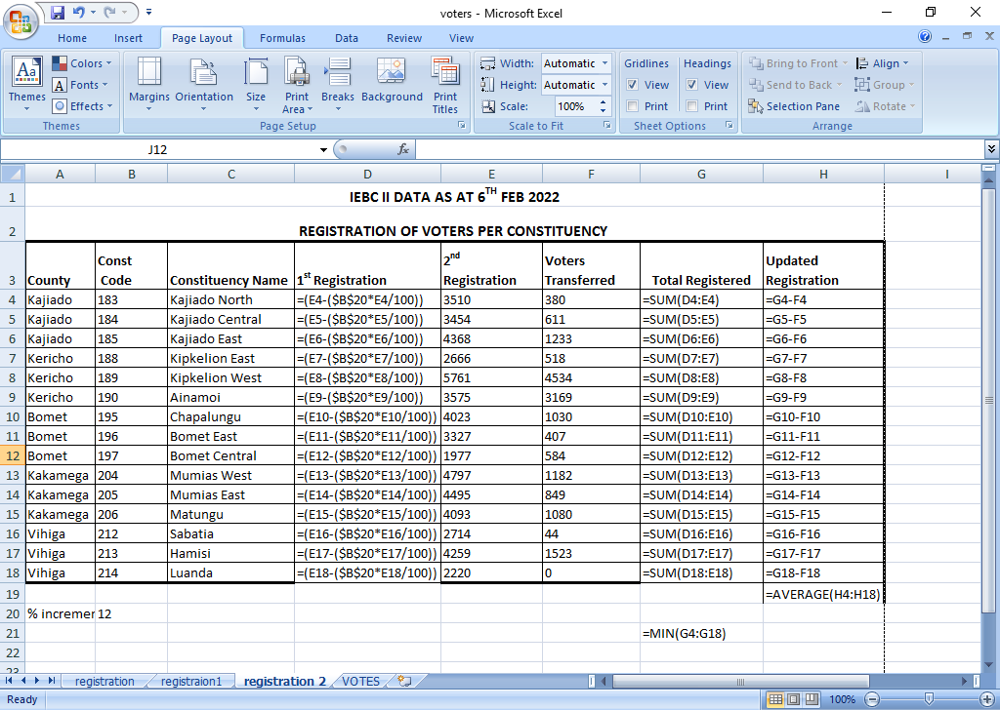 voters - Microsoft Excel
Home Insert Page Layout Formulas Data Review View
Colors Width: Automatic Gridlines Headings Bring to Front Align
Aa Fonts Height: Automatic View View Send to Back Group
Themes Effects Margins Orientation Size Print Area Breaks Background Print Titles Scale: 100% Print Print Selection Pane Rotate
Themes Page Setup Scale to Fit Sheet Options Arrange
J12 fx
A B C D E F G H I
1 IEBC II DATA AS AT 6TH FEB 2022
2 REGISTRATION OF VOTERS PER CONSTITUENCY
3 County Const Code Constituency Name 1st Registration 2nd Registration Voters Transferred Total Registered Updated Registration
4 Kajiado 183 Kajiado North =(E4-($B$20*E4/100)) 3510 380 =SUM(D4:E4) =G4-F4
5 Kajiado 184 Kajiado Central =(E5-($B$20*E5/100)) 3454 611 =SUM(D5:E5) =G5-F5
6 Kajiado 185 Kajiado East =(E6-($B$20*E6/100)) 4368 1233 =SUM(D6:E6) =G6-F6
7 Kericho 188 Kipkelion East =(E7-($B$20*E7/100)) 2666 518 =SUM(D7:E7) =G7-F7
8 Kericho 189 Kipkelion West =(E8-($B$20*E8/100)) 5761 4534 =SUM(D8:E8) =G8-F8
9 Kericho 190 Ainamoi =(E9-($B$20*E9/100)) 3575 3169 =SUM(D9:E9) =G9-F9
10 Bomet 195 Chapalungu =(E10-($B$20*E10/100)) 4023 1030 =SUM(D10:E10) =G10-F10
11 Bomet 196 Bomet East =(E11-($B$20*E11/100)) 3327 407 =SUM(D11:E11) =G11-F11
12 Bomet 197 Bomet Central =(E12-($B$20*E12/100)) 1977 584 =SUM(D12:E12) =G12-F12
13 Kakamega 204 Mumias West =(E13-($B$20*E13/100)) 4797 1182 =SUM(D13:E13) =G13-F13
14 Kakamega 205 Mumias East =(E14-($B$20*E14/100)) 4495 849 =SUM(D14:E14) =G14-F14
15 Kakamega 206 Matungu =(E15-($B$20*E15/100)) 4093 1080 =SUM(D15:E15) =G15-F15
16 Vihiga 212 Sabatia =(E16-($B$20*E16/100)) 2714 44 =SUM(D16:E16) =G16-F16
17 Vihiga 213 Hamisi =(E17-($B$20*E17/100)) 4259 1523 =SUM(D17:E17) =G17-F17
18 Vihiga 214 Luanda =(E18-($B$20*E18/100)) 2220 0 =SUM(D18:E18) =G18-F18
19 =AVERAGE(H4:H18)
20 % incremer 12
21 =MIN(G4:G18)
22
23
registration registraion1 registration 2 VOTES
Ready 100%